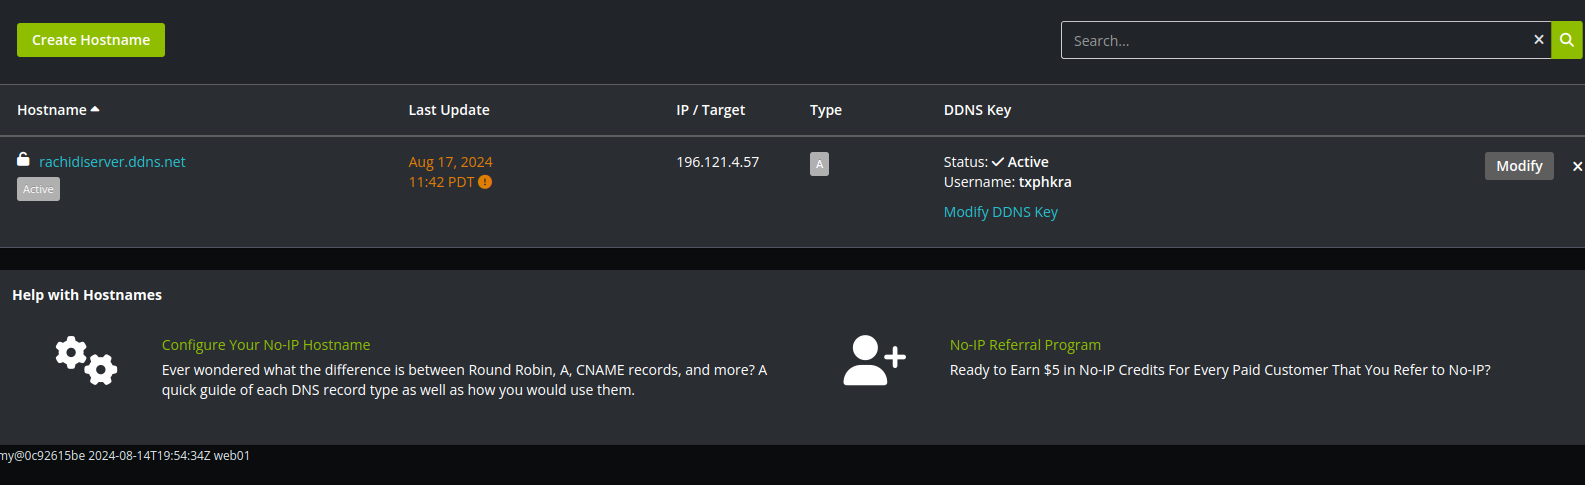 Create Hostname
Search...
Hostname Last Update IP / Target Type DDNS Key
rachidiserver.ddns.net
Active
Aug 17, 2024
11:42 PDT
196.121.4.57
A
Status: Active
Username: txphkra
Modify DDNS Key
Modify
Help with Hostnames
Configure Your No-IP Hostname
Ever wondered what the difference is between Round Robin, A, CNAME records, and more? A
quick guide of each DNS record type as well as how you would use them.
No-IP Referral Program
Ready to Earn $5 in No-IP Credits For Every Paid Customer That You Refer to No-IP?
my@0c92615be 2024-08-14T19:54:34Z web01